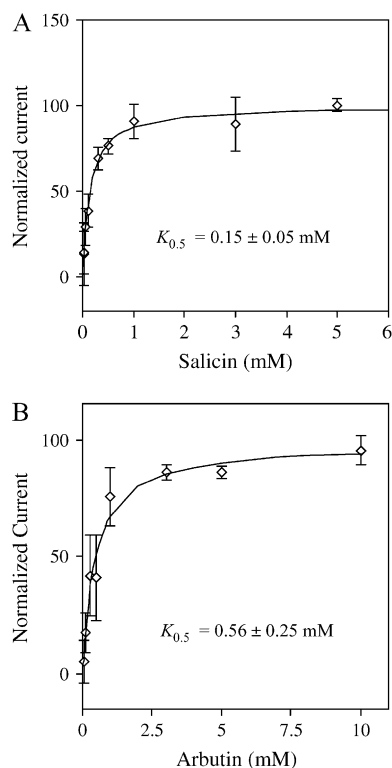 A
150
100
50
0
Normalized current
K0.5 = 0.15 ± 0.05 mM
0 1 2 3 4 5 6
Salicin (mM)
B
100
50
0
Normalized Current
K0.5 = 0.56 ± 0.25 mM
0 2.5 5 7.5 10
Arbutin (mM)